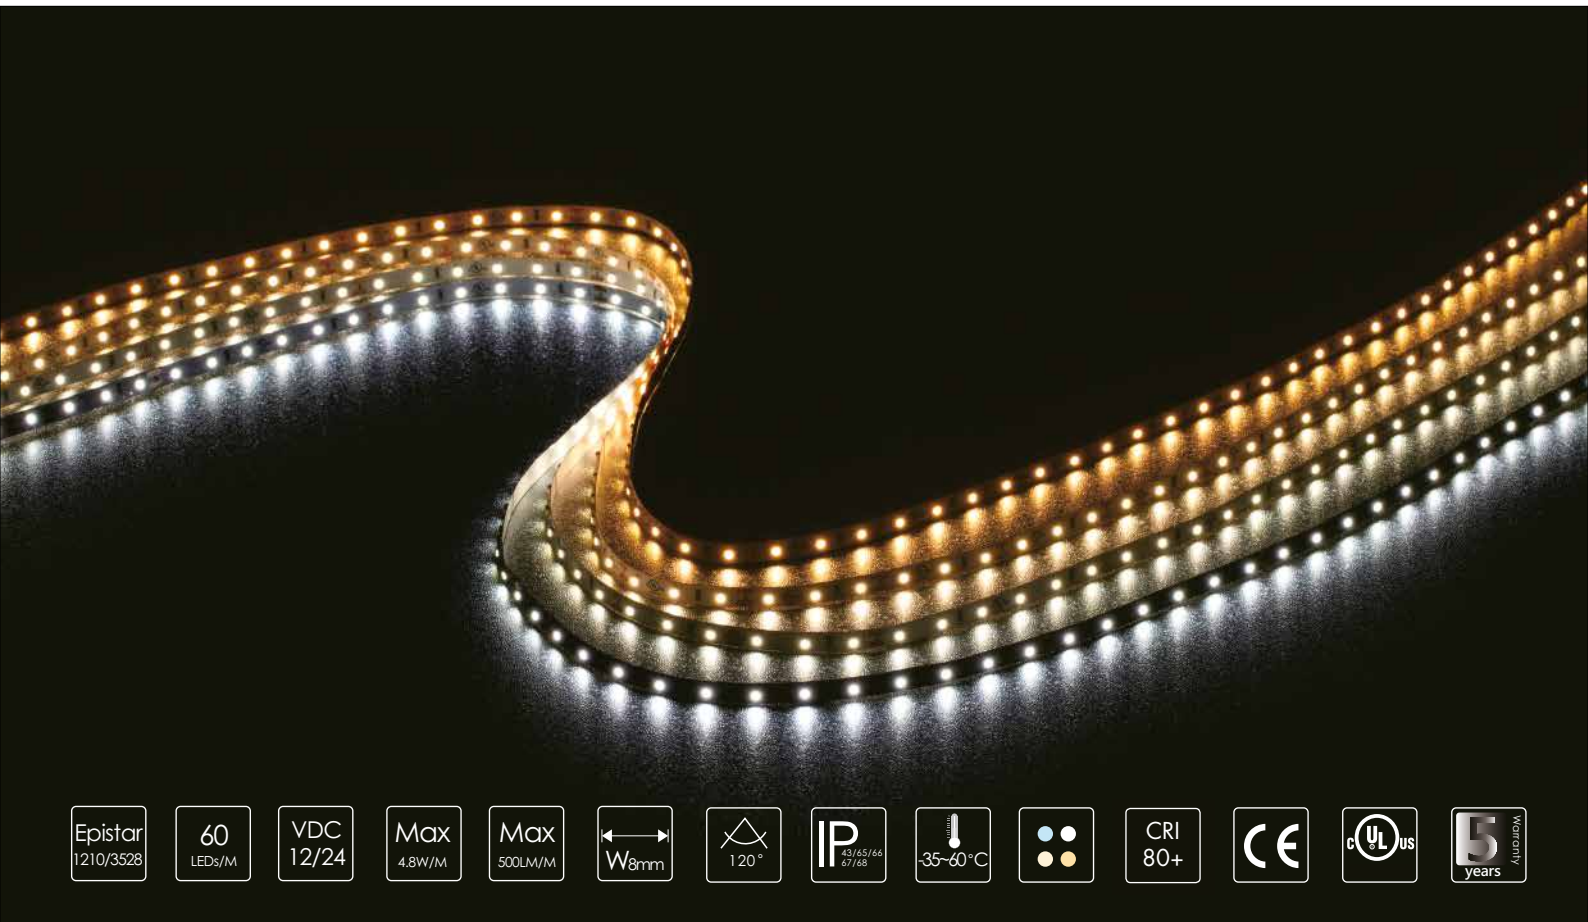 Epistar
1210/3528
60
LEDs/M
VDC
12/24
Max
4.8W/M
Max
500LM/M
W8mm
120°
IP
43/65/66
67/68
-35~60°C
CRI
80+
CE
c UL us
5
years
Warranty